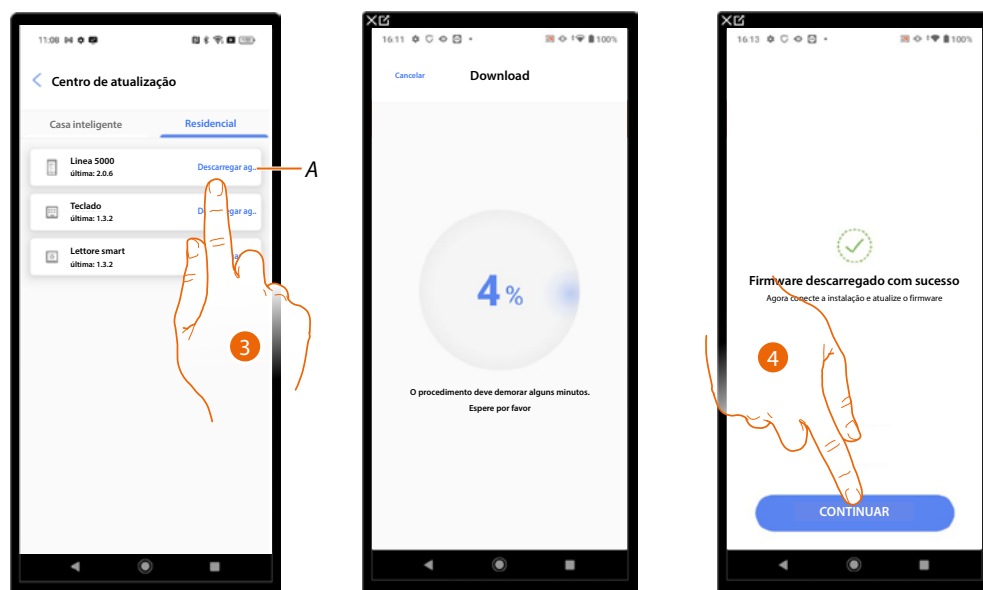 11:08
Centro de atualização
Casa inteligente
Residencial
Linea 5000
última: 2.0.6
Descarregar ag..
A
Teclado
última: 1.3.2
gar ag..
Lettore smart
última: 1.3.2
3
16:11
100%
Cancelar
Download
4 %
O procedimento deve demorar alguns minutos.
Espere por favor
16:13
100%
Firmware descarregado com sucesso
Agora conecte a instalação e atualize o firmware
4
CONTINUAR